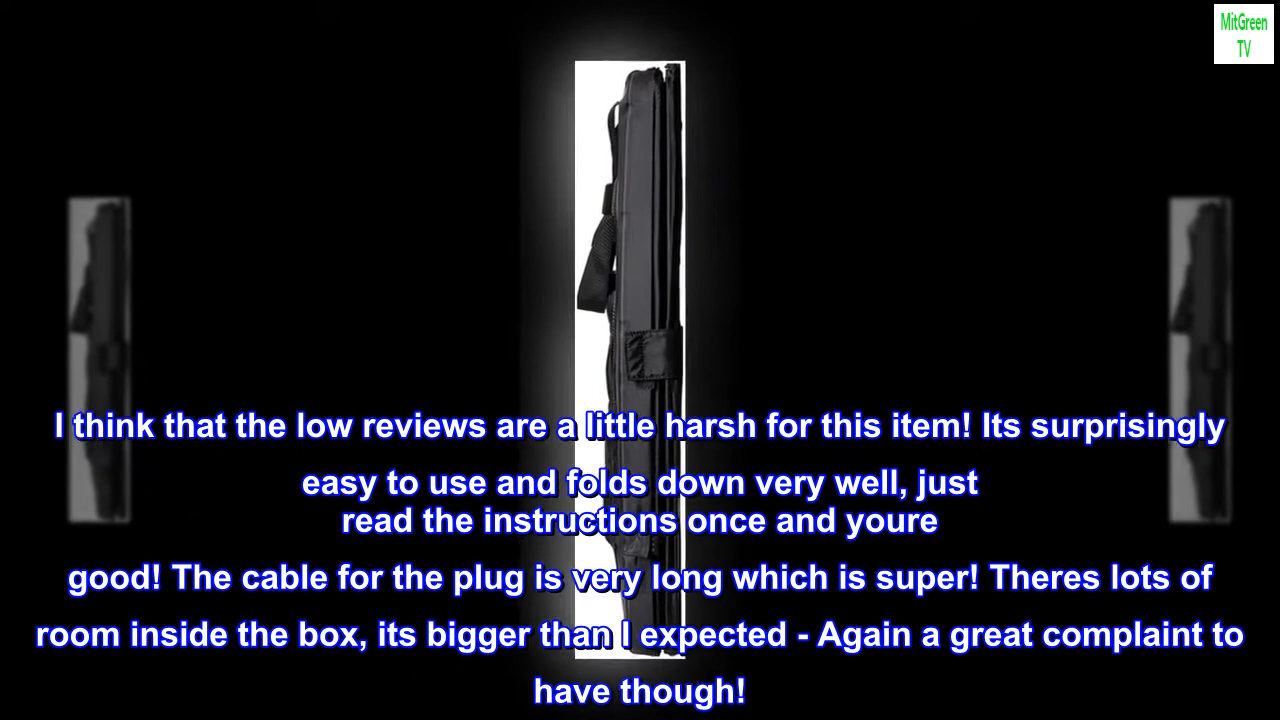 MitGreen
TV
I think that the low reviews are a little harsh for this item! Its surprisingly
easy to use and folds down very well, just
read the instructions once and youre
good! The cable for the plug is very long which is super! Theres lots of
room inside the box, its bigger than I expected - Again a great complaint to
have though!